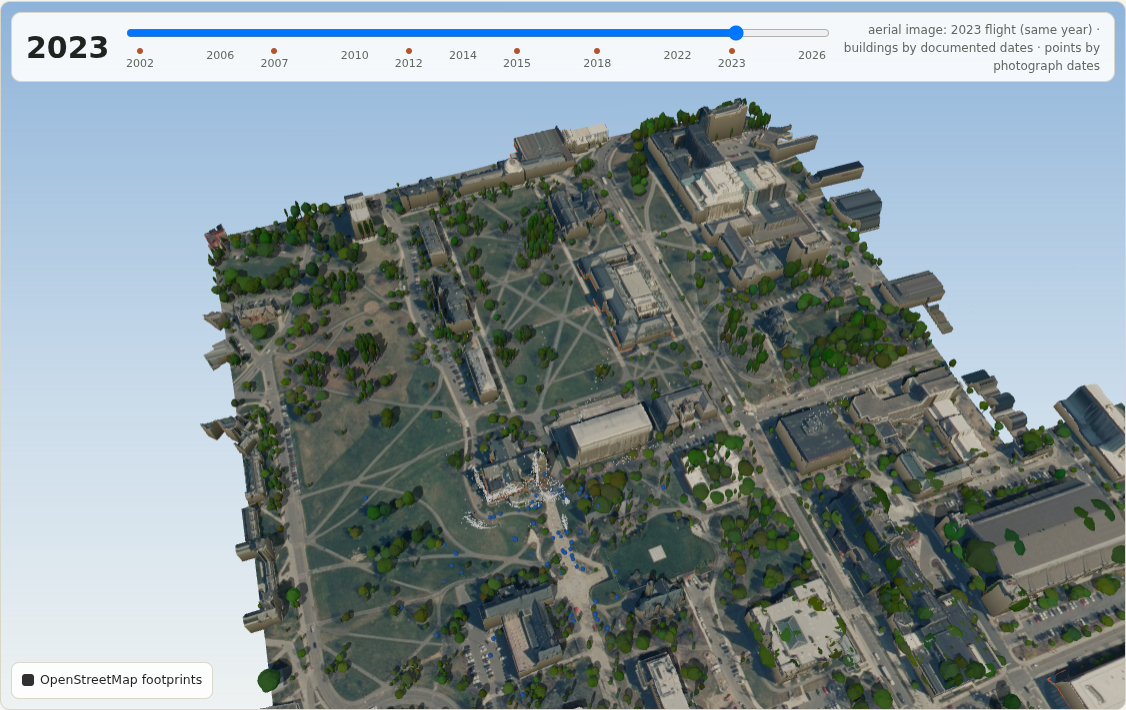 2023
aerial image: 2023 flight (same year) ·
buildings by documented dates · points by
photograph dates
2002 2006 2007 2010 2012 2014 2015 2018 2022 2023 2026
OpenStreetMap footprints